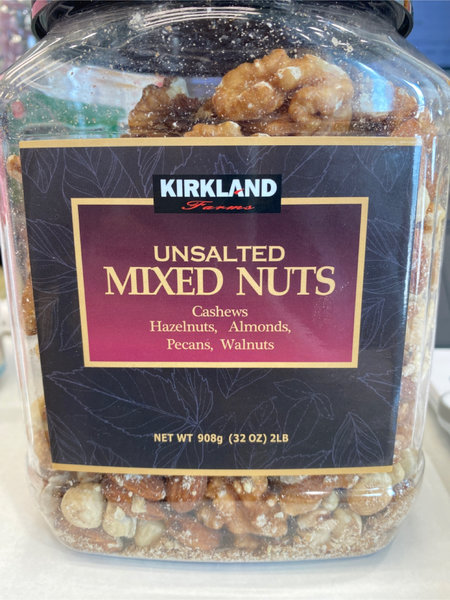 KIRKLAND
Farms
UNSALTED
MIXED NUTS
Cashews
Hazelnuts, Almonds,
Pecans, Walnuts
NET WT 908g (32 OZ) 2LB